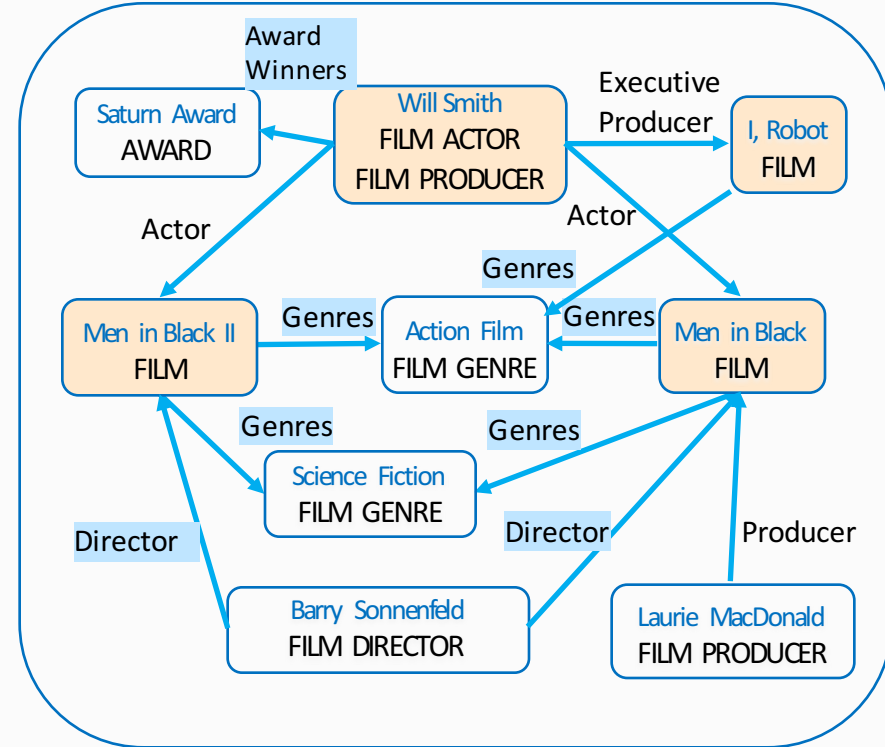 Award
Winners
Saturn Award
AWARD
Will Smith
FILM ACTOR
FILM PRODUCER
Executive
Producer
I, Robot
FILM
Actor
Actor
Genres
Men in Black II
FILM
Genres
Action Film
FILM GENRE
Genres
Men in Black
FILM
Genres
Genres
Science Fiction
FILM GENRE
Director
Director
Producer
Barry Sonnenfeld
FILM DIRECTOR
Laurie MacDonald
FILM PRODUCER